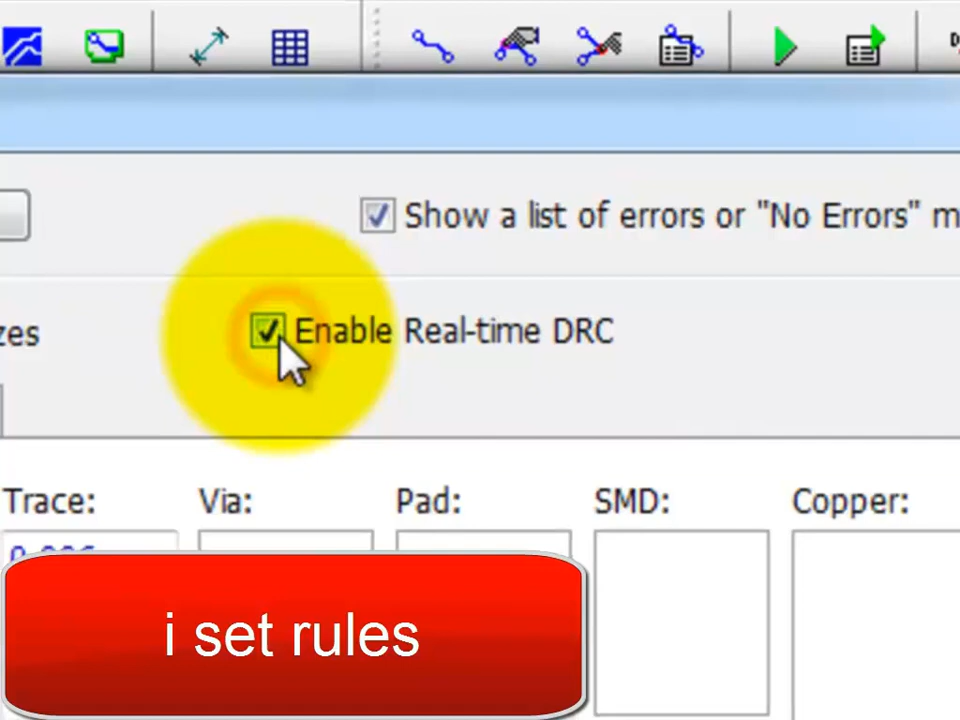 Show a list of errors or "No Errors" m
zes
Enable Real-time DRC
Trace: Via: Pad: SMD: Copper:
i set rules